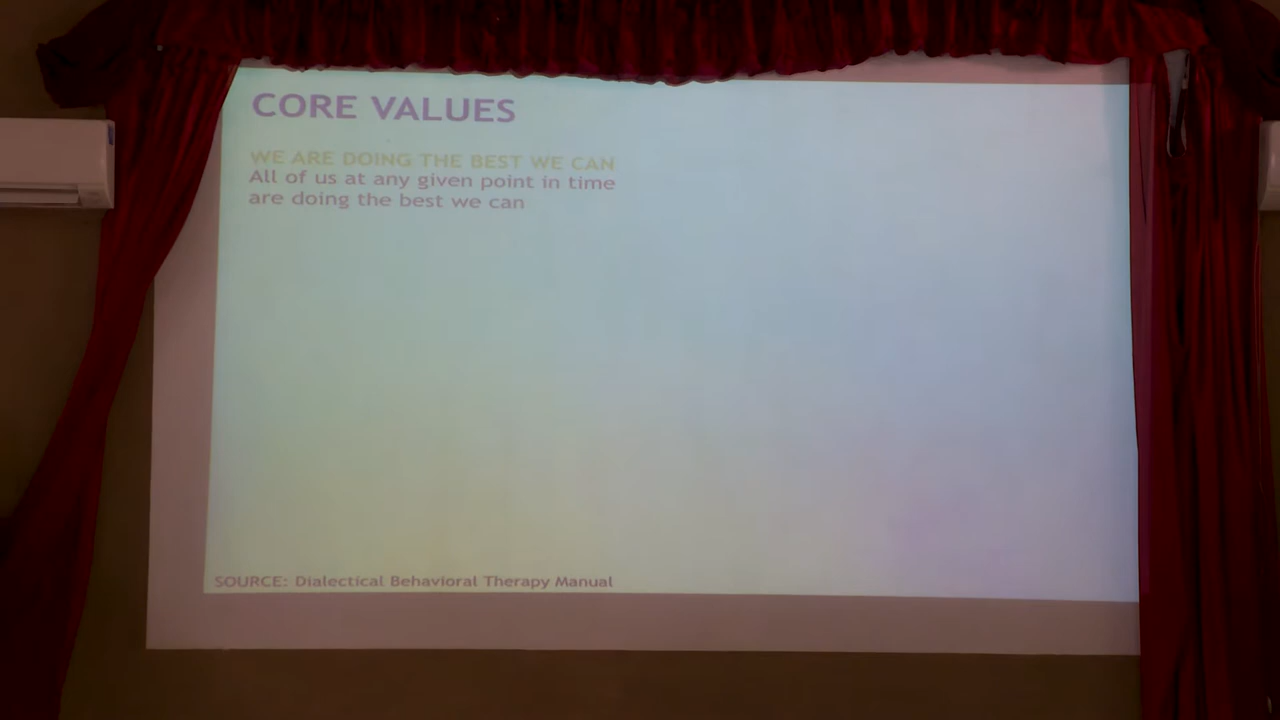 CORE VALUES
WE ARE DOING THE BEST WE CAN
All of us at any given point in time
are doing the best we can
SOURCE: Dialectical Behavioral Therapy Manual